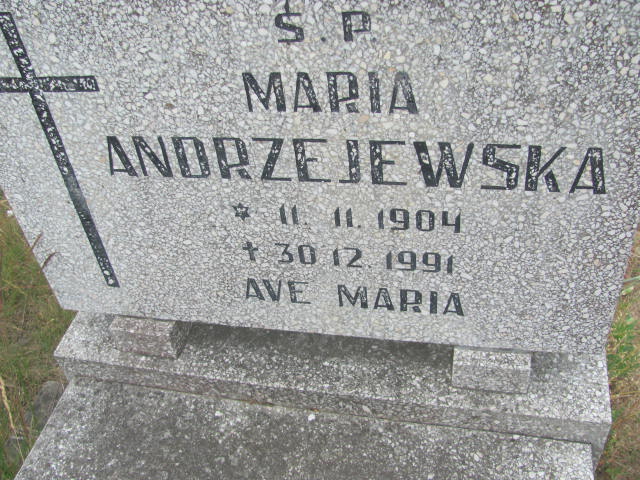 Ś.P.
MARIA
ANDRZEJEWSKA
* 11. 11. 1904
✝ 30. 12. 1991
AVE MARIA